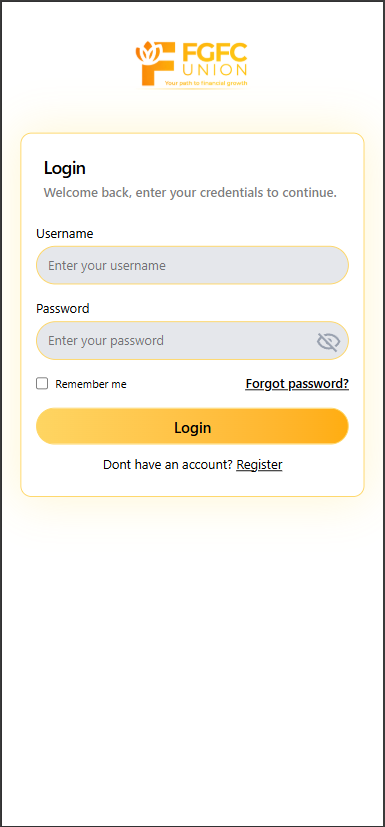 FGFC
UNION
Your path to financial growth
Login
Welcome back, enter your credentials to continue.
Username
Enter your username
Password
Enter your password
Remember me Forgot password?
Login
Dont have an account? Register